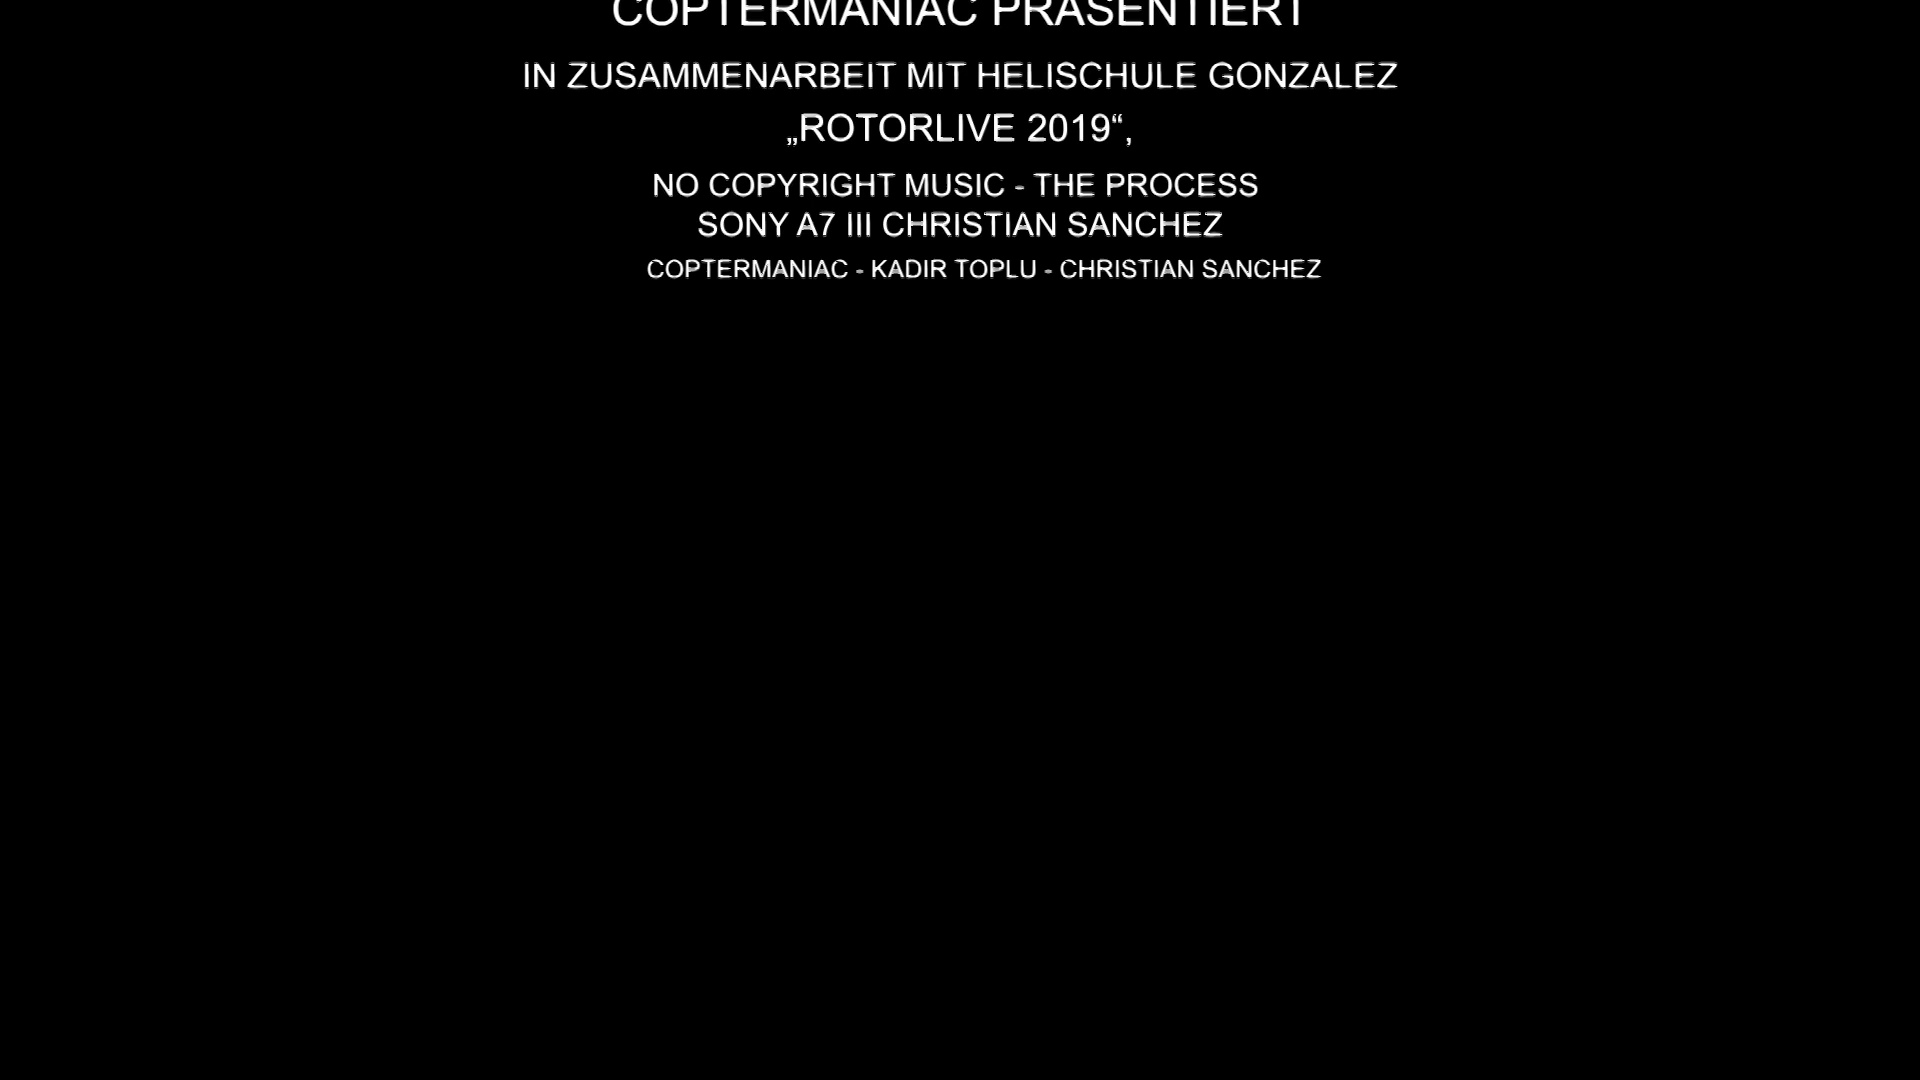 COPTERMANIAC PRÄSENTIERT
IN ZUSAMMENARBEIT MIT HELISCHULE GONZALEZ
„ROTORLIVE 2019“,
NO COPYRIGHT MUSIC - THE PROCESS
SONY A7 III CHRISTIAN SANCHEZ
COPTERMANIAC - KADIR TOPLU - CHRISTIAN SANCHEZ